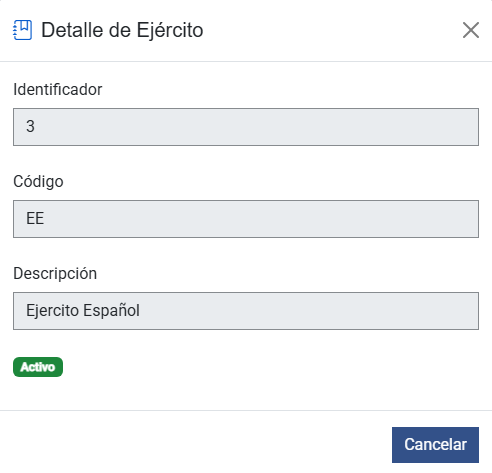 Detalle de Ejército
Identificador
3
Código
EE
Descripción
Ejercito Español
Activo
Cancelar